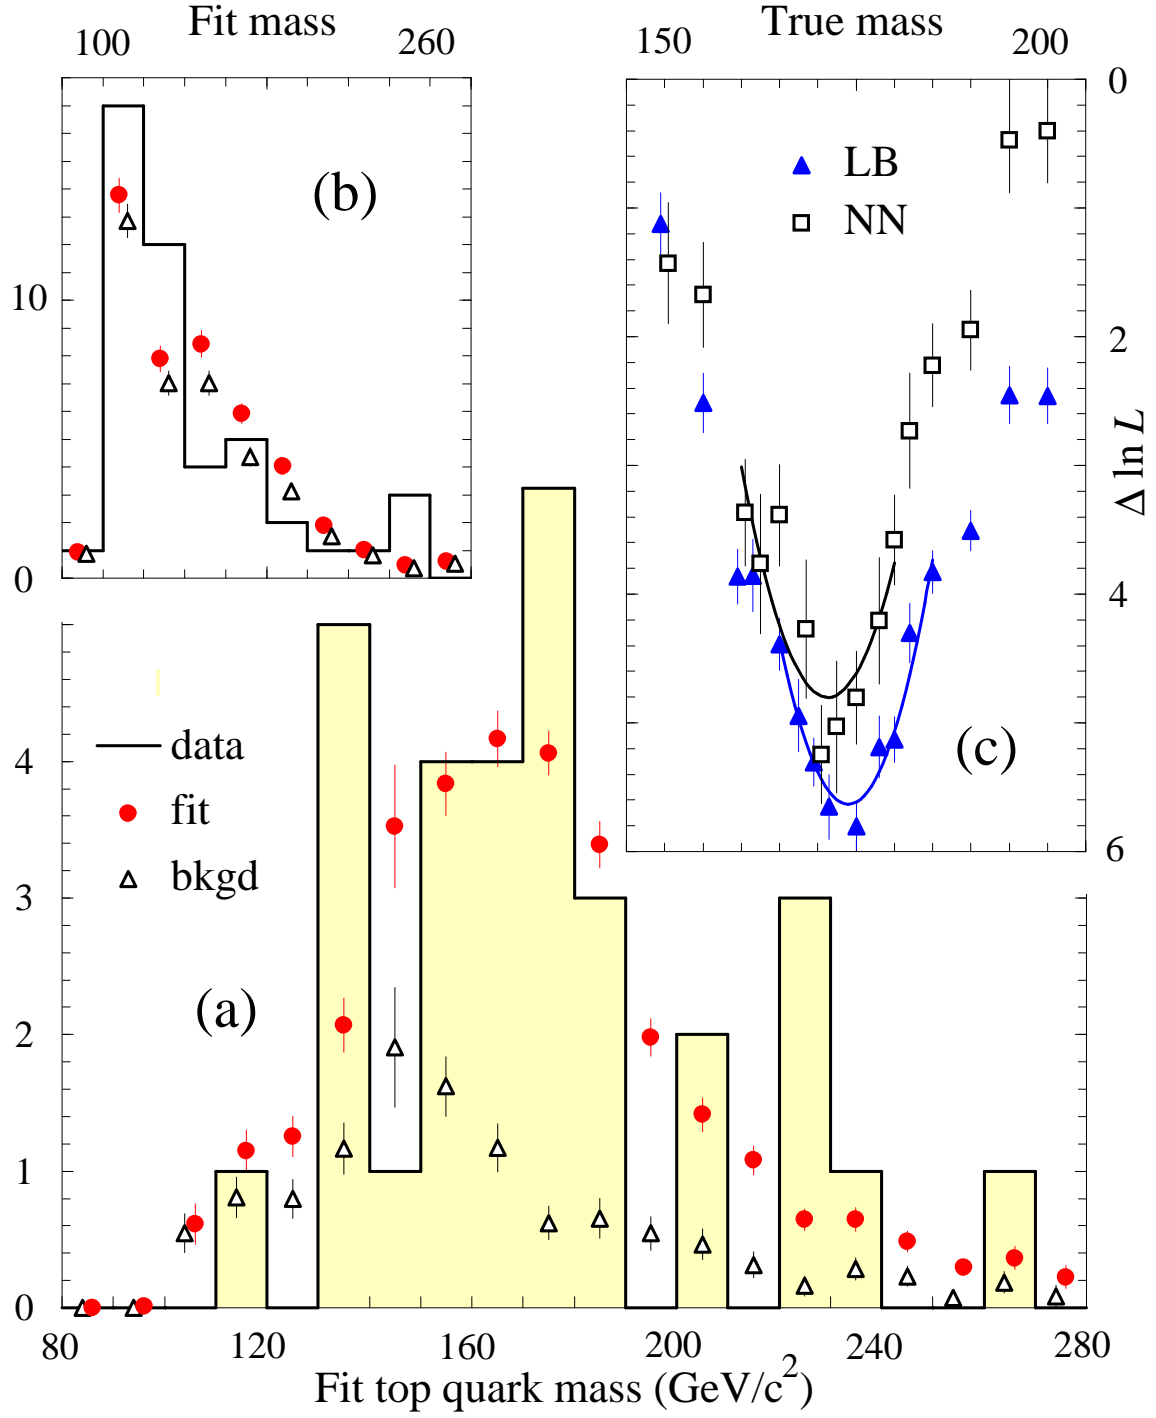 Fit mass
100 260
(b)
10
0
True mass
150 200
LB
NN
0
2
4
6
Δ ln L
(c)
data
fit
bkgd
(a)
4
3
2
1
0
80 120 160 200 240 280
Fit top quark mass (GeV/c2)